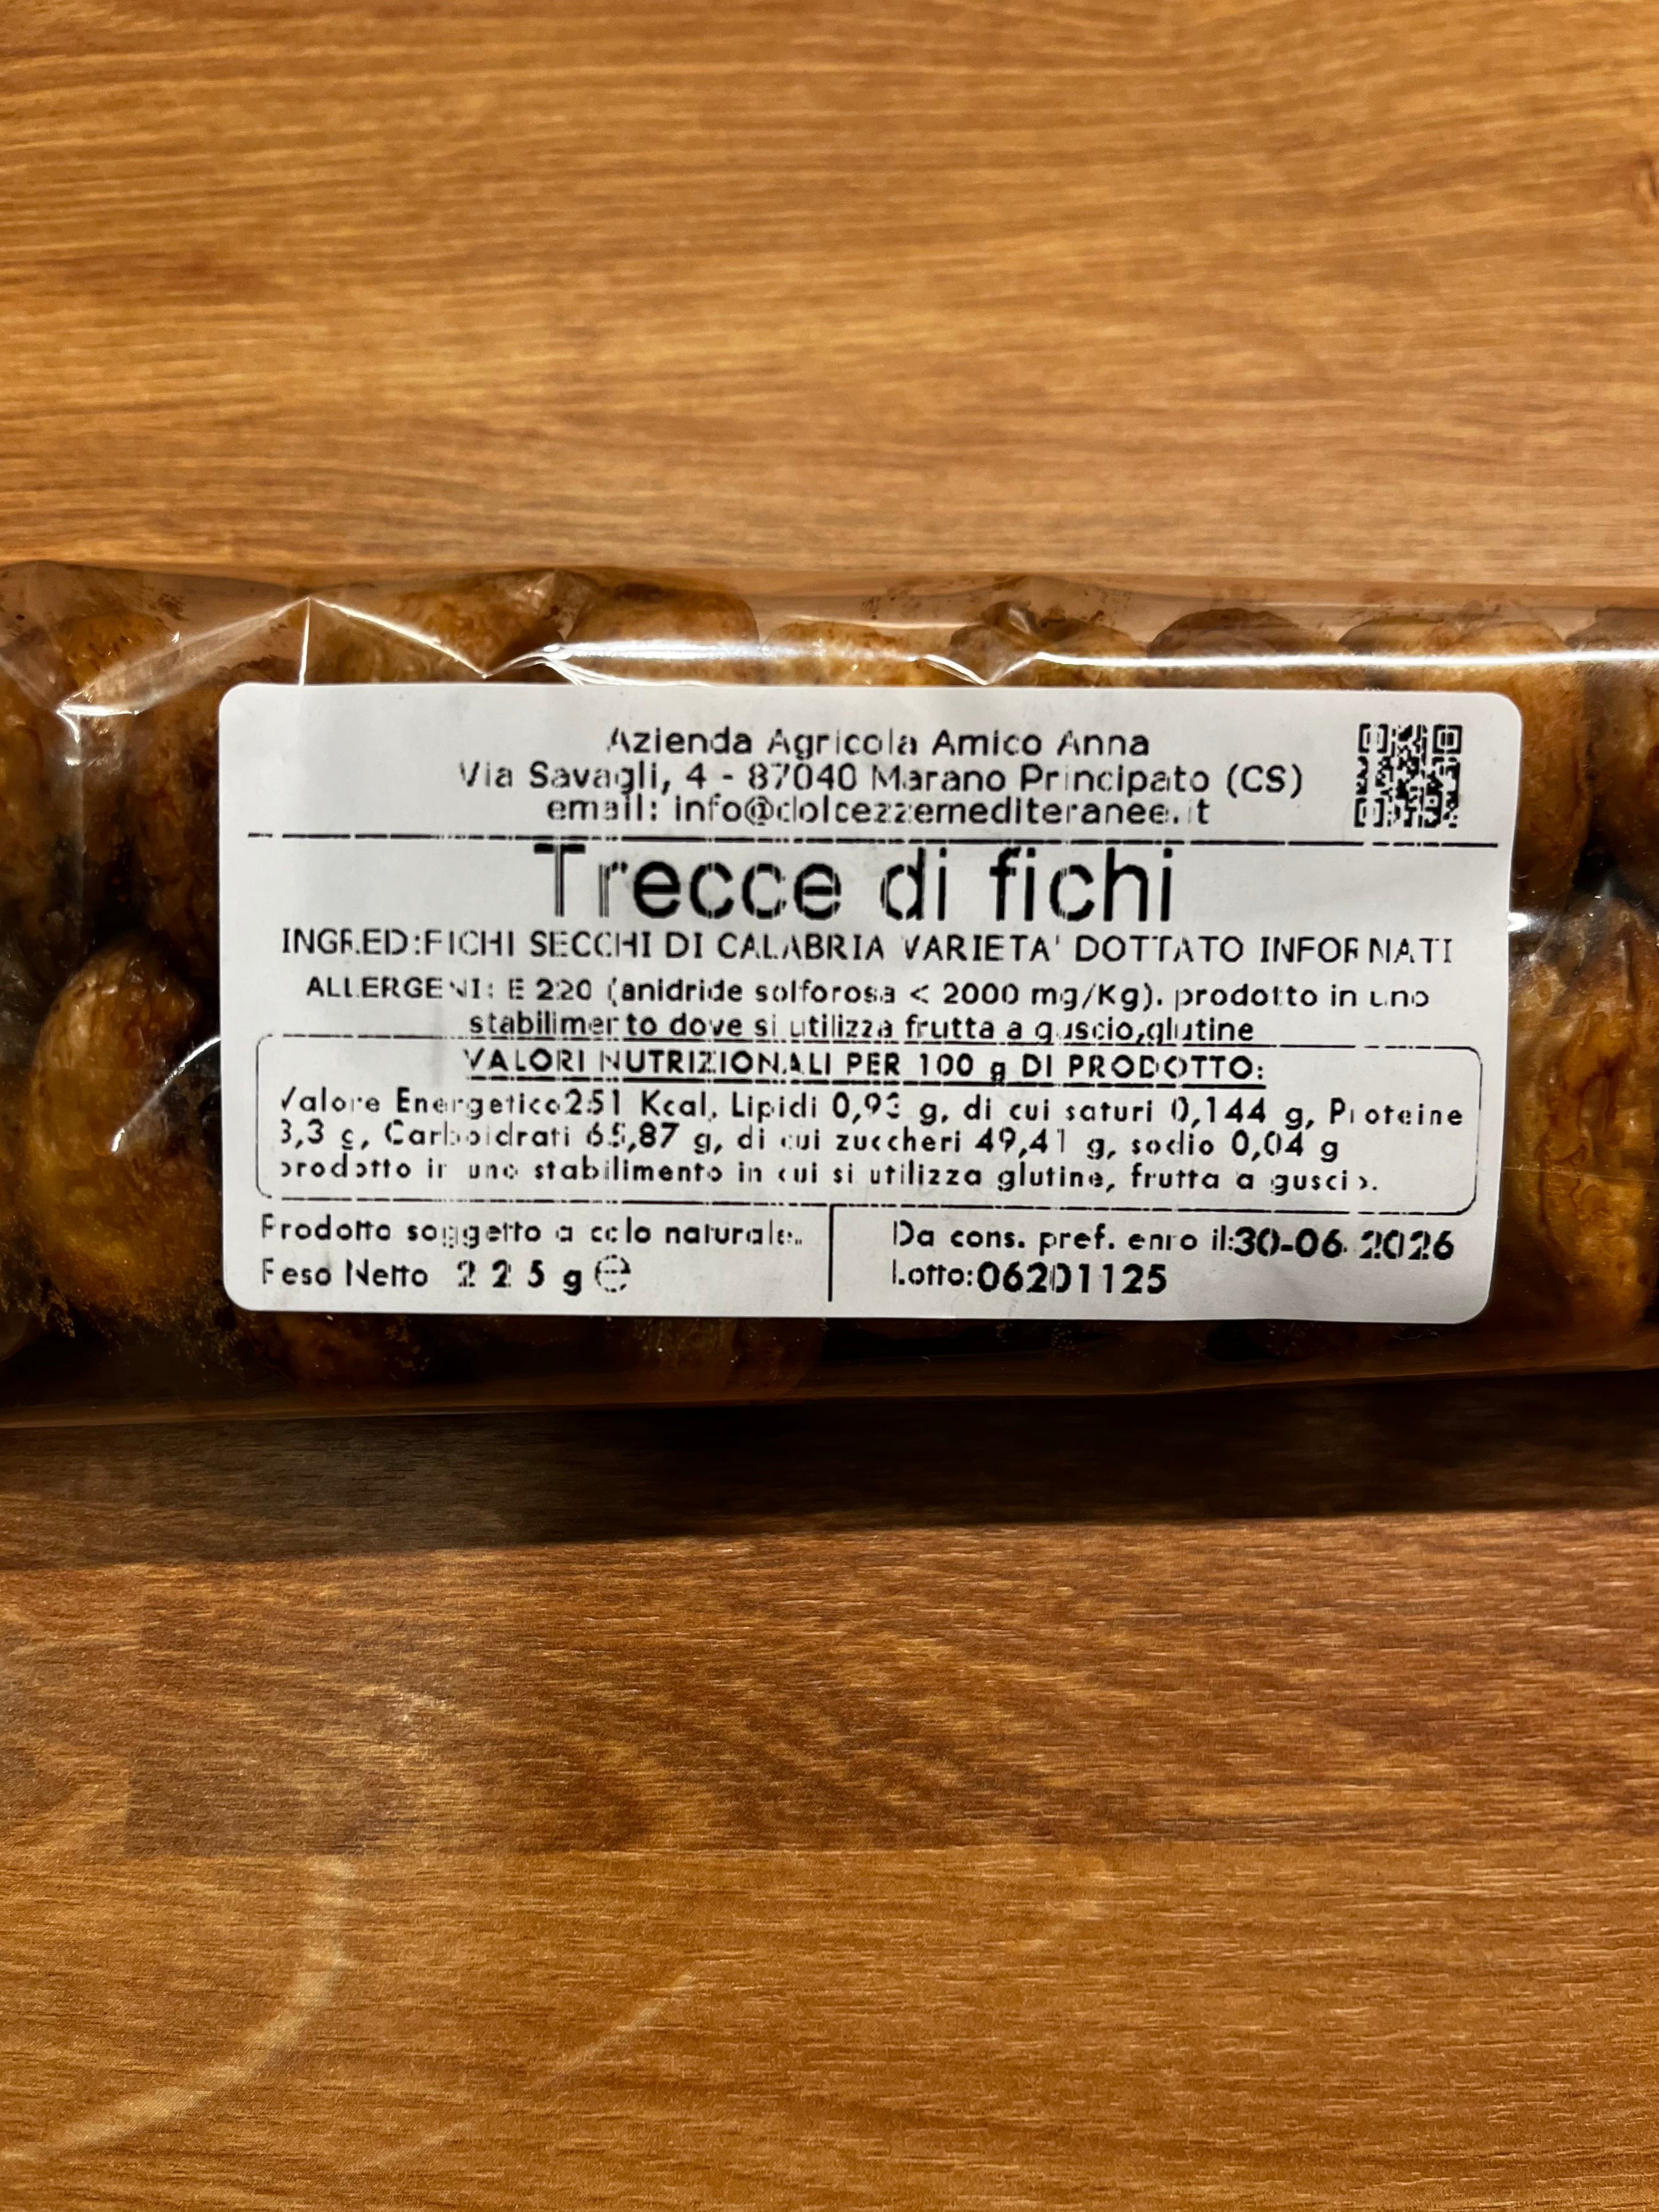 Azienda Agricola Amico Anna
Via Savagli, 4 - 87040 Marano Principato (CS)
email: info@dolcezzemediteranee.it
Trecce di fichi
INGRED:FICHI SECCHI DI CALABRIA VARIETA' DOTTATO INFORNATI
ALLERGENI: E 220 (anidride solforosa < 2000 mg/Kg). prodotto in uno
stabilimento dove si utilizza frutta a guscio,glutine
VALORI NUTRIZIONALI PER 100 g DI PRODOTTO:
Valore Energetico251 Kcal, Lipidi 0,93 g, di cui saturi 0,144 g, Proteine
3,3 g, Carboidrati 65,87 g, di cui zuccheri 49,41 g, sodio 0,04 g
prodotto in uno stabilimento in cui si utilizza glutine, frutta a guscio.
Prodotto soggetto a calo naturale.
Peso Netto 225 g ℮
Da cons. pref. enro il:30-06-2026
Lotto:06201125